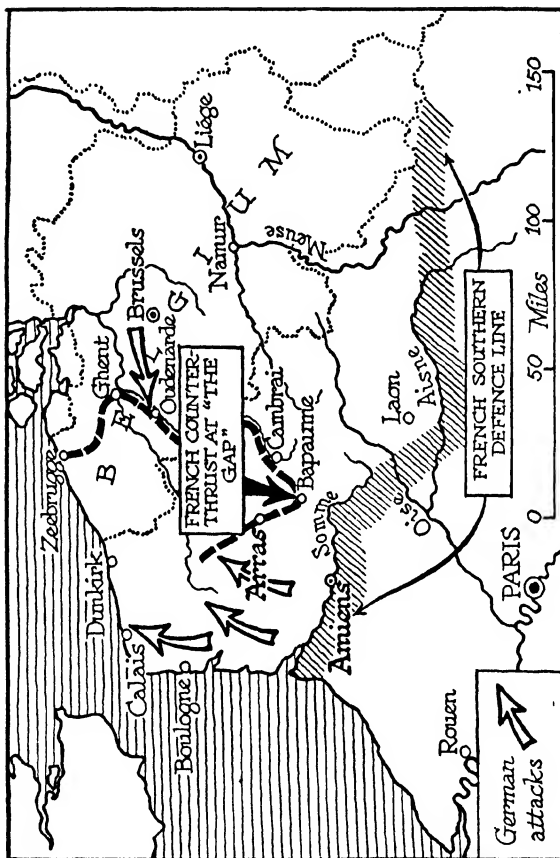 Zeebruge
Dunkirk
Calais
Boulogne
Ghent
Brussels
Oudenarde
B E L G I U M
Liége
Namur
Meuse
FRENCH COUNTER-
THRUST AT "THE
GAP"
Arras
Cambrai
Bapaume
Somme
Amiens
Laon
Aisne
Oise
FRENCH SOUTHERN
DEFENCE LINE
Rouen
PARIS
German
attacks
0 50 100 150
Miles